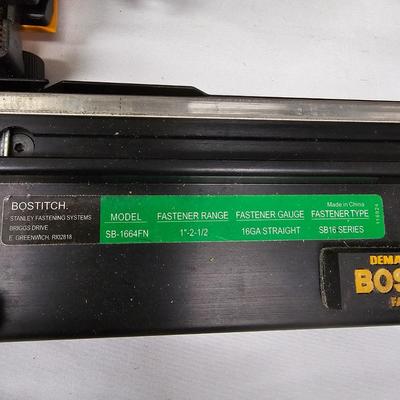 BOSTITCH.
STANLEY FASTENING SYSTEMS
BRIGGS DRIVE
E. GREENWICH, RI02818
Made in China
MODEL FASTENER RANGE FASTENER GAUGE FASTENER TYPE
SB-1664FN 1"-2-1/2 16GA STRAIGHT SB16 SERIES
DEMA
BOS
FA